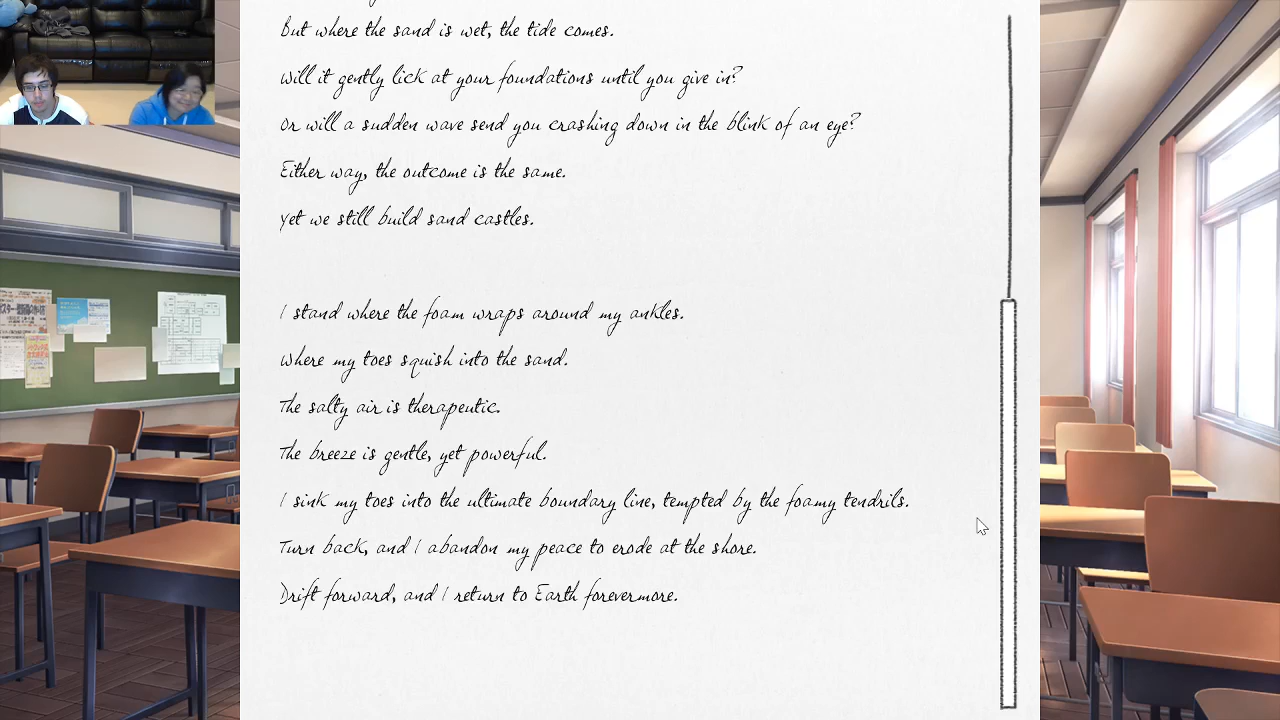 But where the sand is wet, the tide comes.
Will it gently lick at your foundations until you give in?
Or will a sudden wave send you crashing down in the blink of an eye?
Either way, the outcome is the same.
Yet we still build sand castles.
I stand where the foam wraps around my ankles.
Where my toes squish into the sand.
The salty air is therapeutic.
The breeze is gentle, yet powerful.
I sink my toes into the ultimate boundary line, tempted by the foamy tendrils.
Turn back, and I abandon my peace to erode at the shore.
Drift forward, and I return to Earth forevermore.